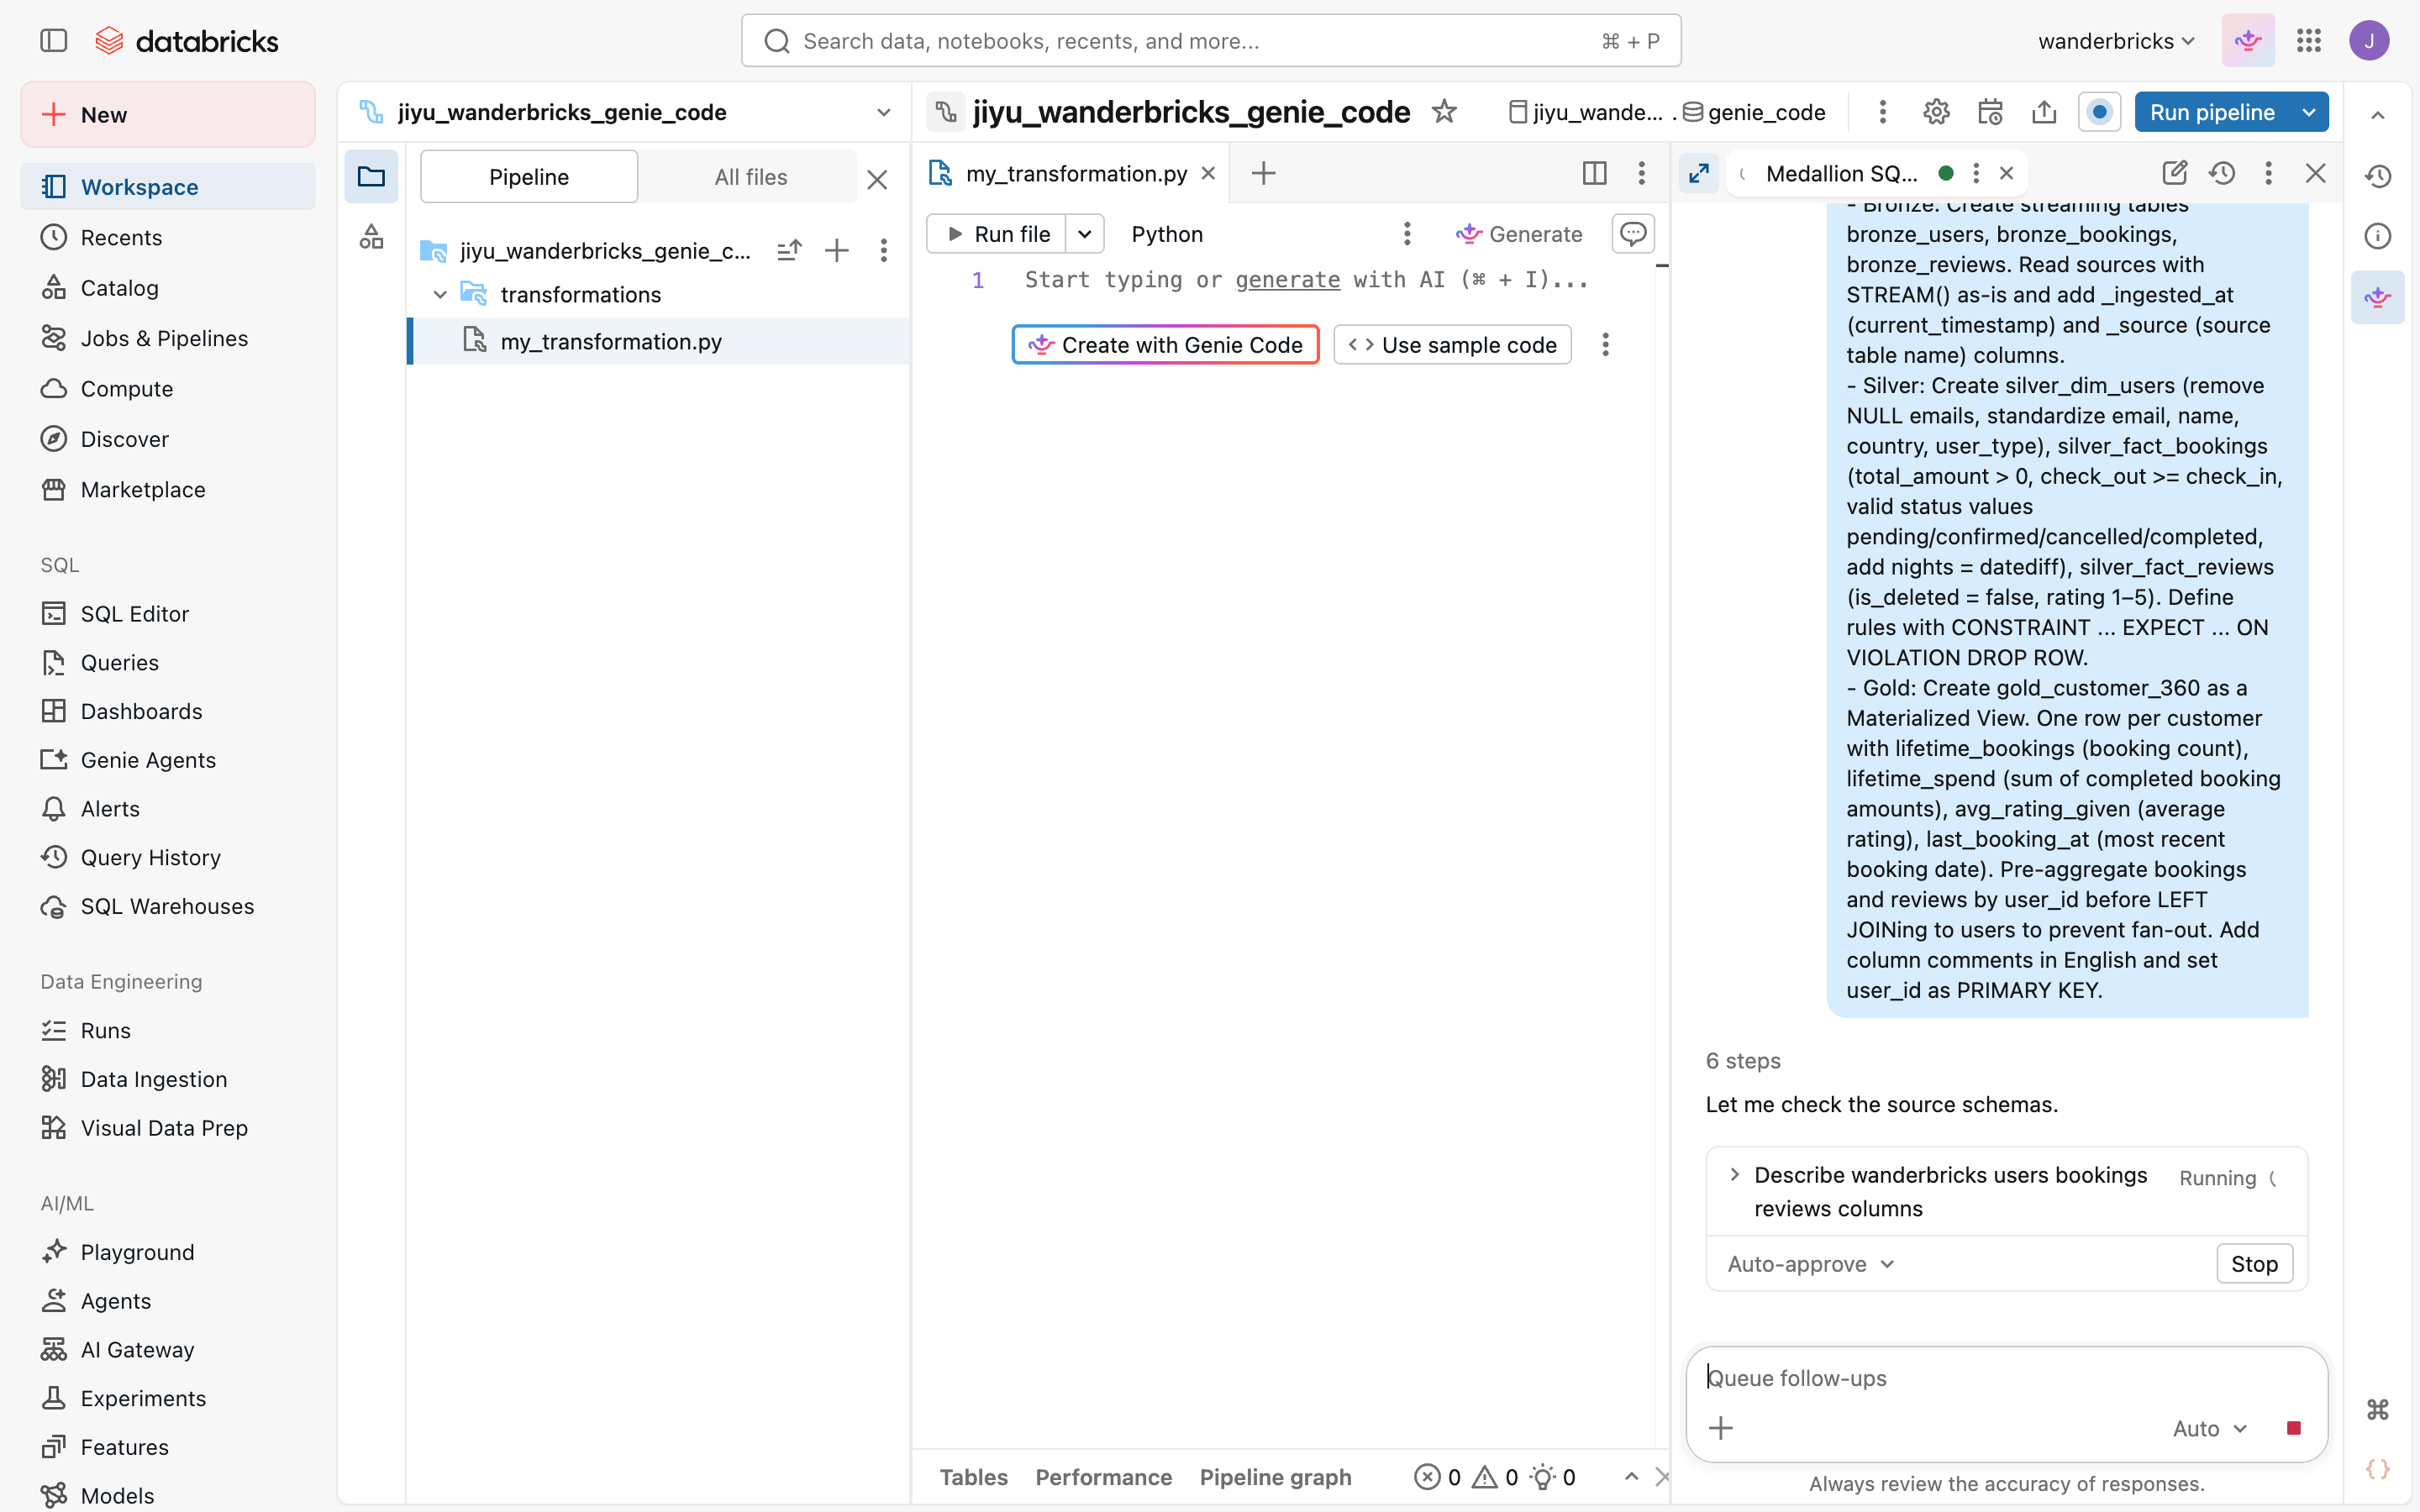 databricks
Search data, notebooks, recents, and more...
⌘ + P
wanderbricks
J
New
Workspace
Recents
Catalog
Jobs & Pipelines
Compute
Discover
Marketplace
SQL
SQL Editor
Queries
Dashboards
Genie Agents
Alerts
Query History
SQL Warehouses
Data Engineering
Runs
Data Ingestion
Visual Data Prep
AI/ML
Playground
Agents
AI Gateway
Experiments
Features
Models
jiyu_wanderbricks_genie_code
Pipeline
All files
jiyu_wanderbricks_genie_c...
transformations
my_transformation.py
jiyu_wanderbricks_genie_code
jiyu_wande... . genie_code
Run pipeline
my_transformation.py
Run file
Python
Generate
1 Start typing or generate with AI (⌘ + I)...
Create with Genie Code
Use sample code
Tables
Performance
Pipeline graph
0
0
0
Medallion SQ...
- Bronze: Create streaming tables
bronze_users, bronze_bookings,
bronze_reviews. Read sources with
STREAM() as-is and add _ingested_at
(current_timestamp) and _source (source
table name) columns.
- Silver: Create silver_dim_users (remove
NULL emails, standardize email, name,
country, user_type), silver_fact_bookings
(total_amount > 0, check_out >= check_in,
valid status values
pending/confirmed/cancelled/completed,
add nights = datediff), silver_fact_reviews
(is_deleted = false, rating 1–5). Define
rules with CONSTRAINT ... EXPECT ... ON
VIOLATION DROP ROW.
- Gold: Create gold_customer_360 as a
Materialized View. One row per customer
with lifetime_bookings (booking count),
lifetime_spend (sum of completed booking
amounts), avg_rating_given (average
rating), last_booking_at (most recent
booking date). Pre-aggregate bookings
and reviews by user_id before LEFT
JOINing to users to prevent fan-out. Add
column comments in English and set
user_id as PRIMARY KEY.
6 steps
Let me check the source schemas.
Describe wanderbricks users bookings
reviews columns
Running
Auto-approve
Stop
Queue follow-ups
Auto
Always review the accuracy of responses.